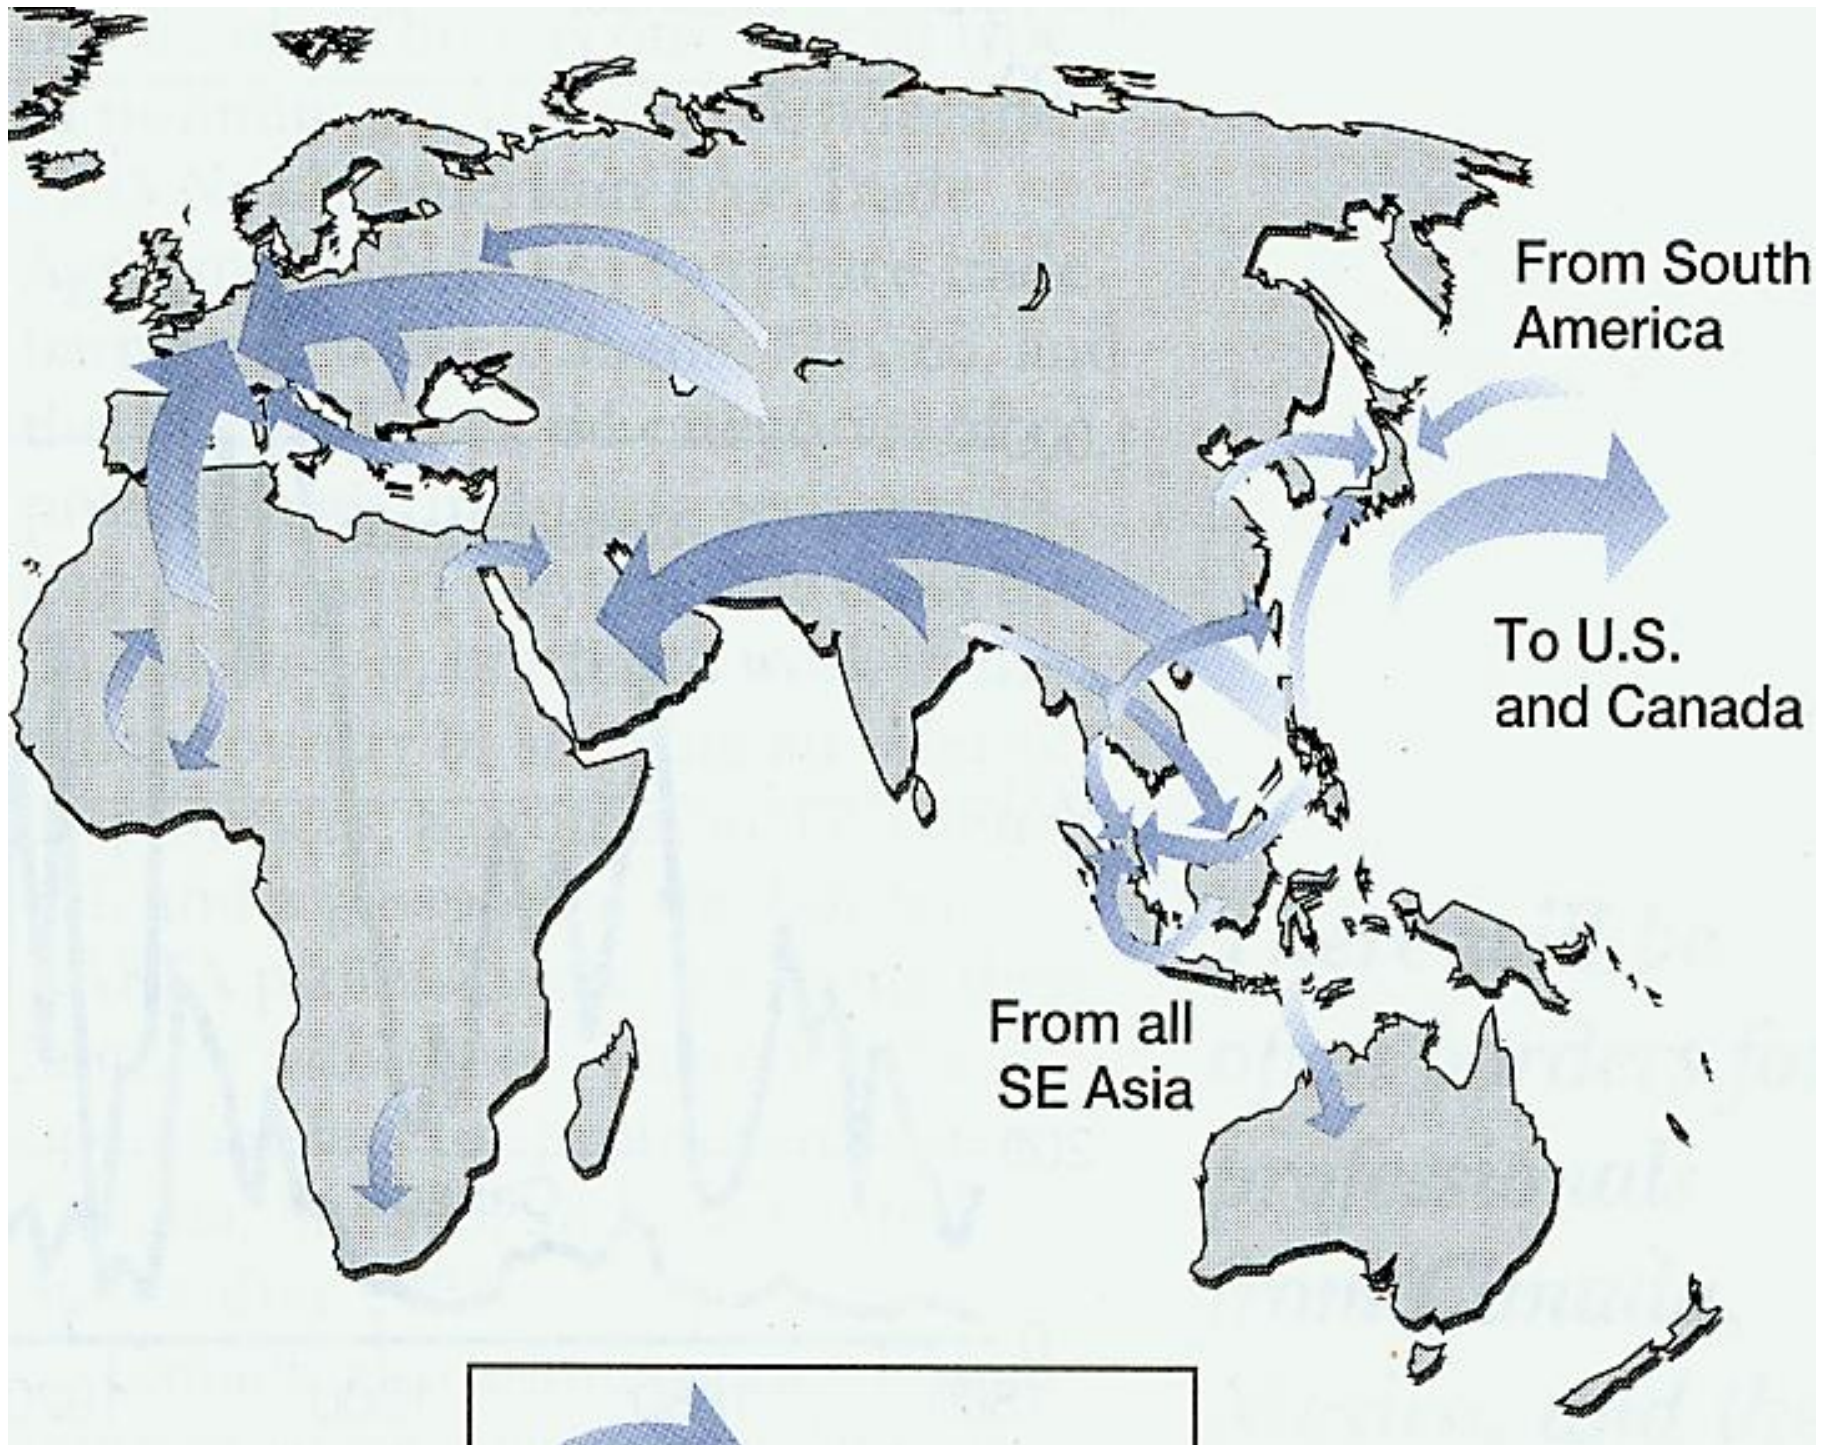 From South
America
To U.S.
and Canada
From all
SE Asia